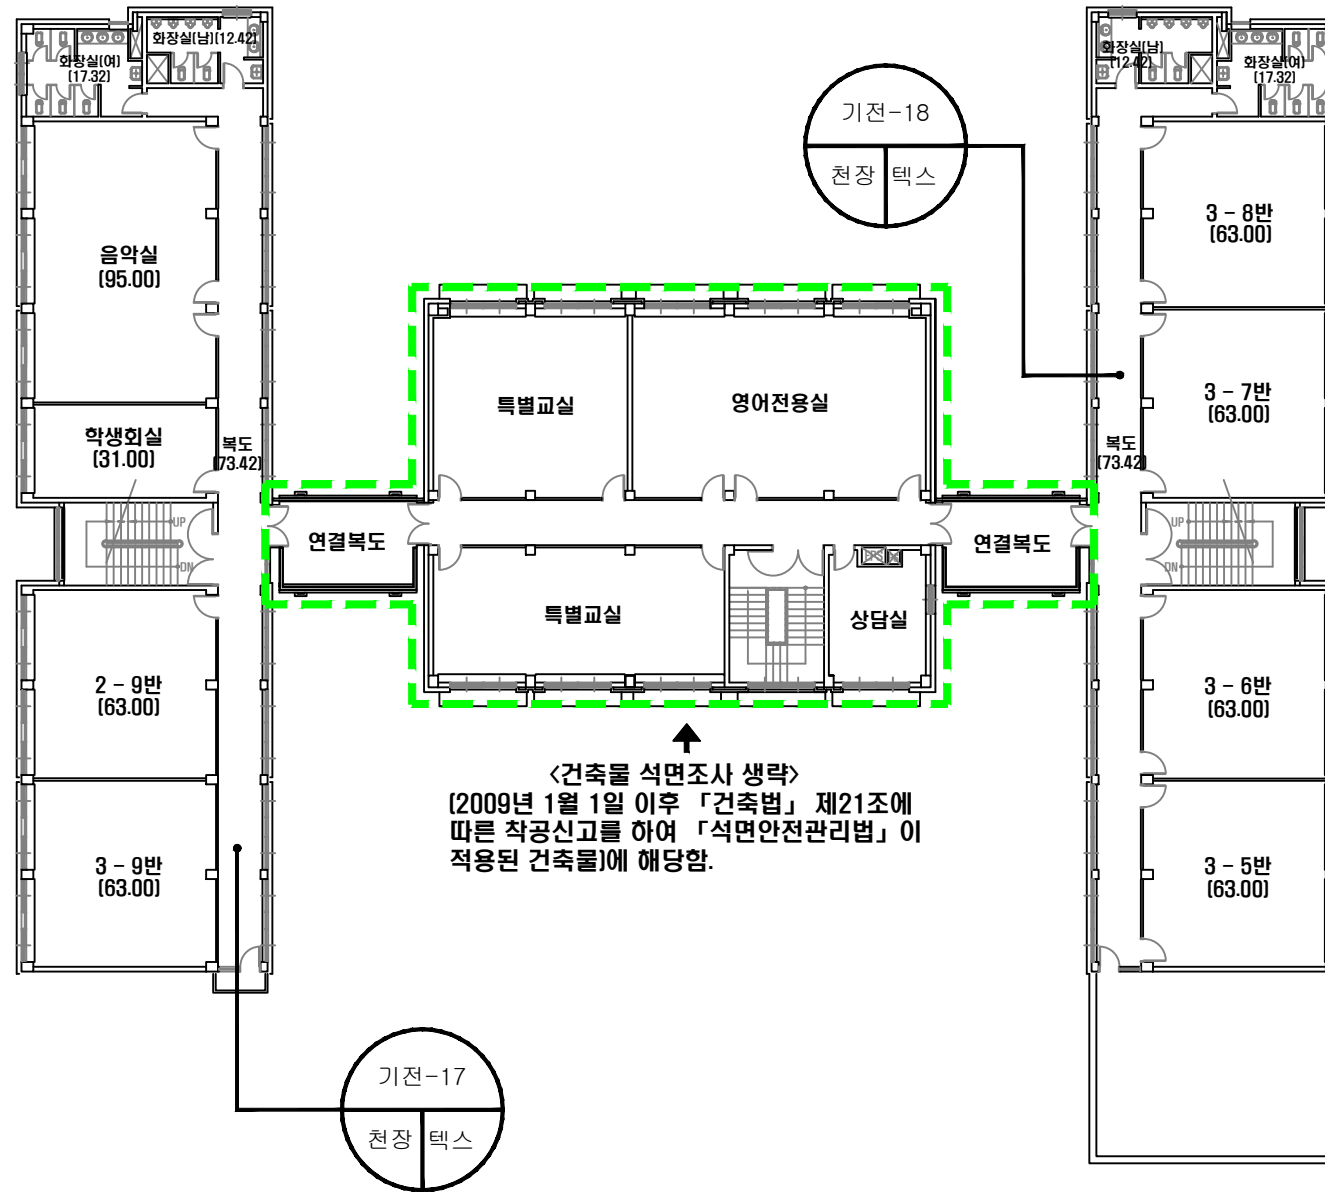 화장실(남)(12.42)
화장실(여)
(17.32)
음악실
(95.00)
학생회실
(31.00)
복도
(73.42)
UP
DN
2 - 9반
(63.00)
3 - 9반
(63.00)
기전-17
천장 텍스
특별교실
영어전용실
연결복도
연결복도
특별교실
EPS
상담실
<건축물 석면조사 생략>
(2009년 1월 1일 이후 「건축법」 제21조에
따른 착공신고를 하여 「석면안전관리법」이
적용된 건축물)에 해당함.
기전-18
천장 텍스
화장실(남)
(12.42)
화장실(여)
(17.32)
3 - 8반
(63.00)
3 - 7반
(63.00)
복도
(73.42)
UP
DN
3 - 6반
(63.00)
3 - 5반
(63.00)